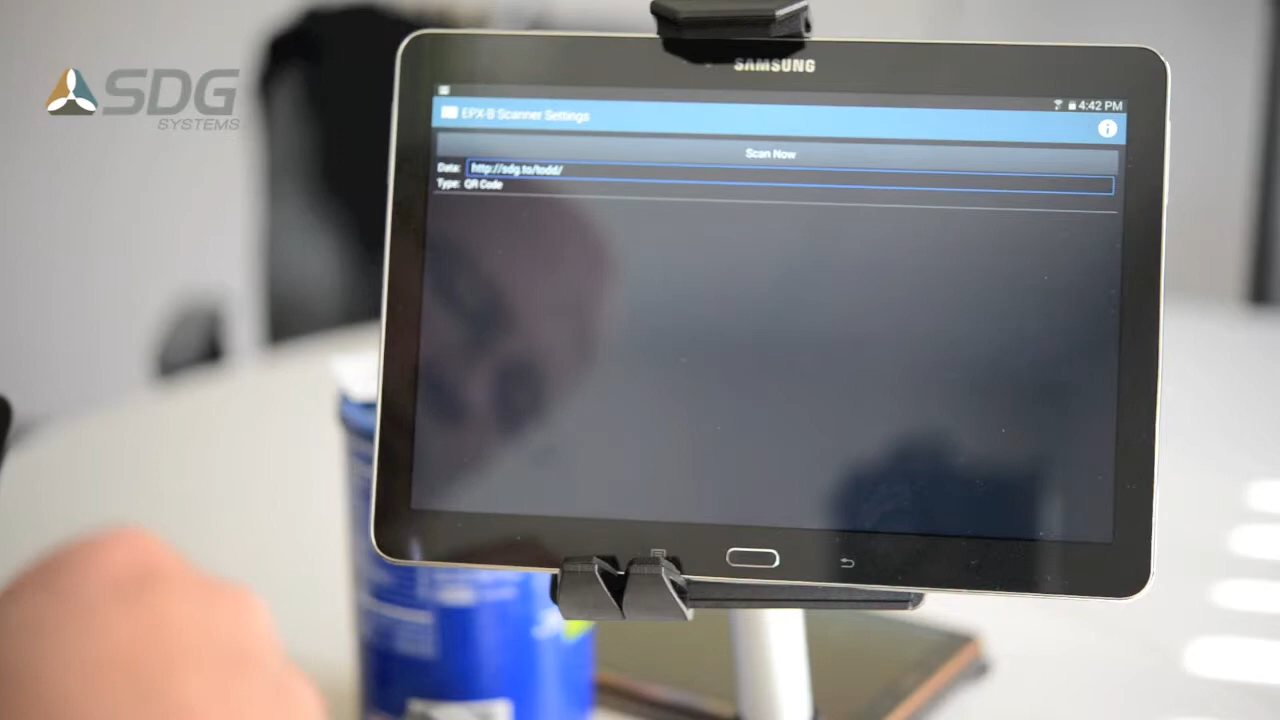 SDG
SYSTEMS
SAMSUNG
4:42 PM
EPX-B Scanner Settings
Scan Now
Data: http://sdg.to/todd/
Type: QR Code